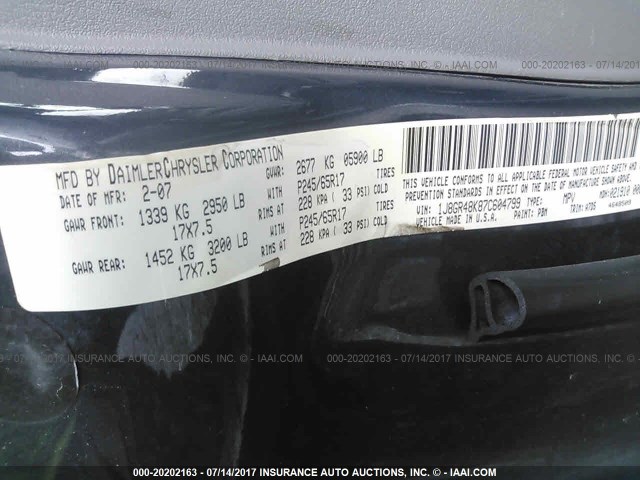 000-20202163 - 07/14/2017 INSURANCE AUTO AUCTIONS, INC. © - IAAI.COM
000-20202163
MFD BY DAIMLERCHRYSLER CORPORATION
DATE OF MFR: 2-07 GVWR: 2677 KG 05900 LB
GAWR FRONT: 1339 KG 2950 LB WITH P245/65R17 TIRES
17X7.5 RIMS AT 228 KPA( 33 PSI) COLD
GAWR REAR: 1452 KG 3200 LB WITH P245/65R17 TIRES
17X7.5 RIMS AT 228 KPA( 33 PSI) COLD
THIS VEHICLE CONFORMS TO ALL APPLICABLE FEDERAL MOTOR VEHICLE SAFETY AND
PREVENTION STANDARDS IN EFFECT ON THE DATE OF MANUFACTURE SHOWN ABOVE.
VIN: 1J8GR48K87C604799 TYPE: MPV MDH:
VEHICLE MADE IN U.S.A. PAINT: PBM TRIM:
000-20202163 - 07/14/2017 INSURANCE AUTO AUCTIONS, INC. © - IAAI.COM
000-20202163 - 07/14/2017 INSURANCE AUTO AUCTIONS, INC. © - IAAI.COM
000-20202163 - 07/14/2017 INSURANCE AUTO AUCTIONS, INC. © - IAAI.COM